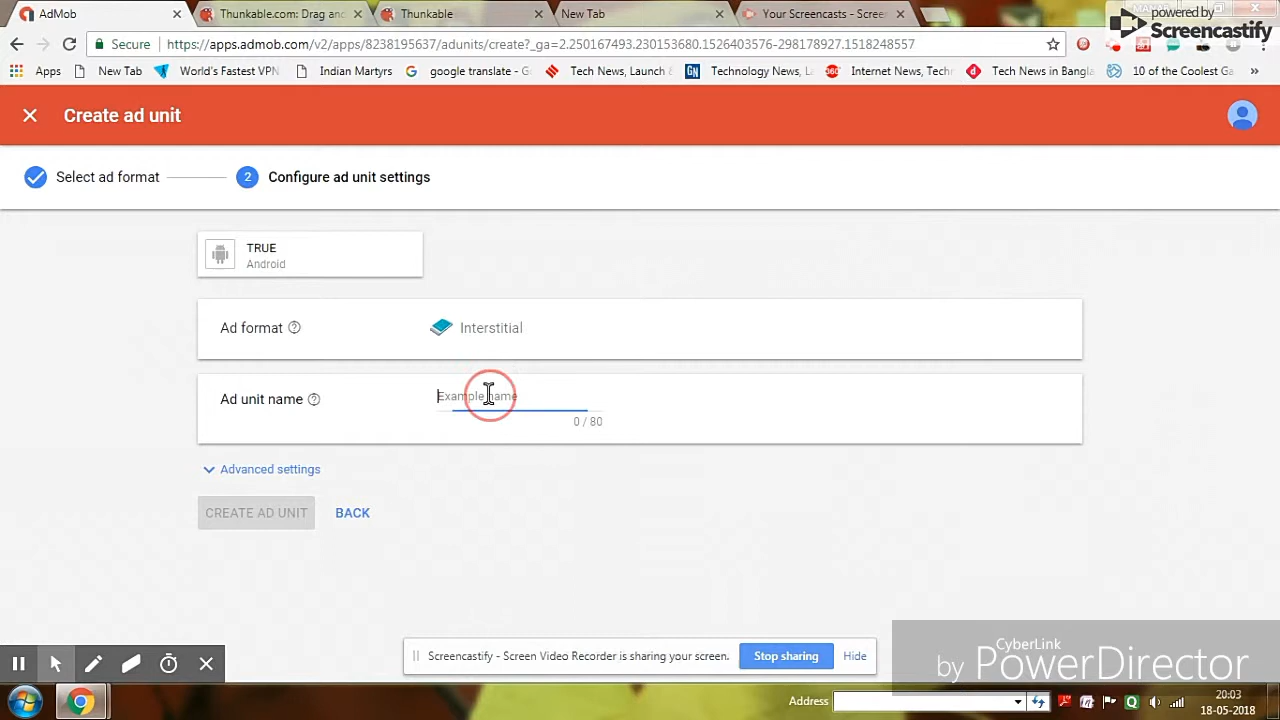 AdMob
Thunkable.com: Drag and
Thunkable
New Tab
Your Screencasts - Screen
powered by
Screencastify
Secure
https://apps.admob.com/v2/apps/
create?_ga=2.250167493.230153680.1526403576-298178927.1518848557
Apps
New Tab
World's Fastest VPN
Indian Martyrs
google translate -
Tech News, Launch
GN
Technology News, L
360
Internet News, Techn
Tech News in Bangla
10 of the Coolest Ga
»
Create ad unit
Select ad format
2
Configure ad unit settings
TRUE
Android
Ad format
Interstitial
Ad unit name
Example name
0 / 80
Advanced settings
CREATE AD UNIT
BACK
Screencastify - Screen Video Recorder is sharing your screen.
Stop sharing
Hide
CyberLink
by PowerDirector
Address
20:03
18-05-2018